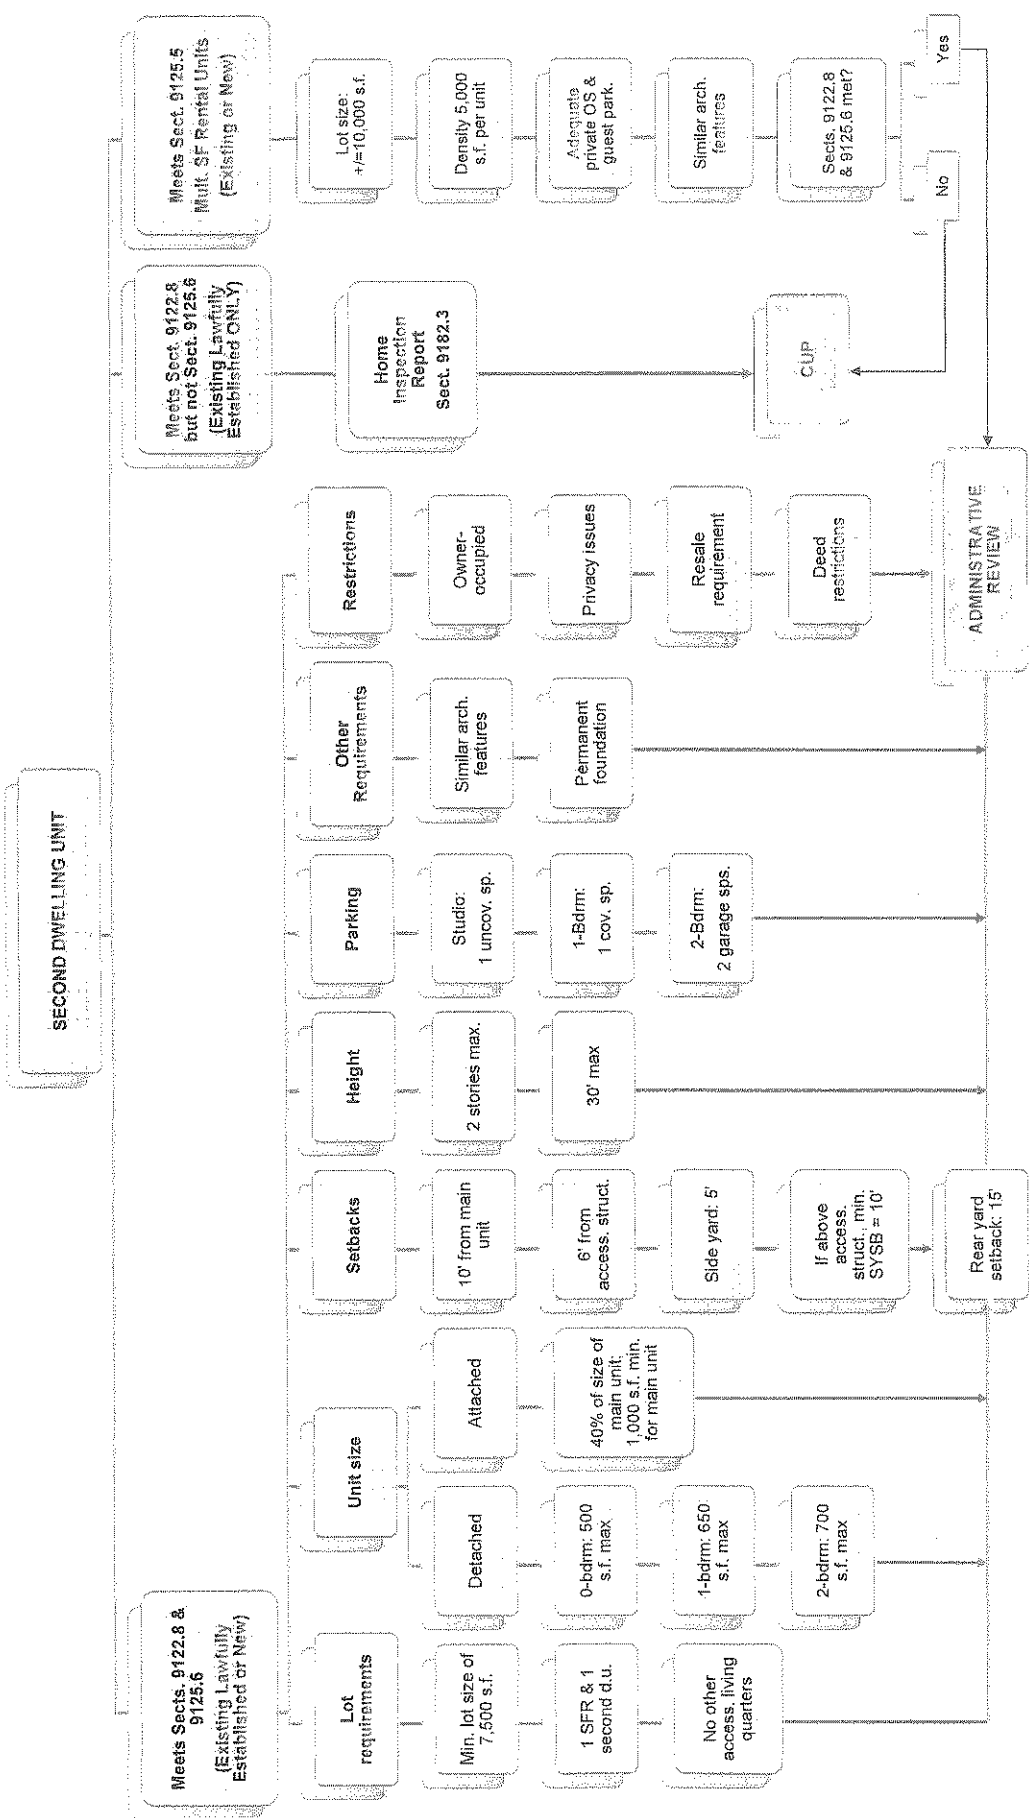 SECOND DWELLING UNIT
Meets Sects. 9122.8 &
9125.6
(Existing Lawfully
Established or New)
Lot
requirements
Min. lot size of
7,500 s.f.
1 SFR & 1
second d.u.
No other
access. living
quarters
Unit size
Detached
0-bdrm: 500
s.f. max
1-bdrm: 650
s.f. max
2-bdrm: 700
s.f. max
Attached
40% of size of
main unit;
1,000 s.f. min.
for main unit
Setbacks
10' from main
unit
6' from
access. struct.
Side yard: 5'
If above
access.
struct., min.
SYSB = 10'
Rear yard
setback: 15'
Height
2 stories max.
30' max
Parking
Studio:
1 uncov. sp.
1-Bdrm:
1 cov. sp.
2-Bdrm:
2 garage sps.
Other
Requirements
Similar arch.
features
Permanent
foundation
Restrictions
Owner-
occupied
Privacy issues
Resale
requirement
Deed
restrictions
ADMINISTRATIVE
REVIEW
Meets Sect. 9122.8
but not Sect. 9125.6
(Existing Lawfully
Established ONLY)
Home
Inspection
Report
Sect. 9182.3
CUP
Meets Sect. 9125.5
Mult. SF Rental Units
(Existing or New)
Lot size:
+/=10,000 s.f.
Density 5,000
s.f. per unit
Adequate
private OS &
guest park.
Similar arch.
features
Sects. 9122.8
& 9125.6 met?
No
Yes